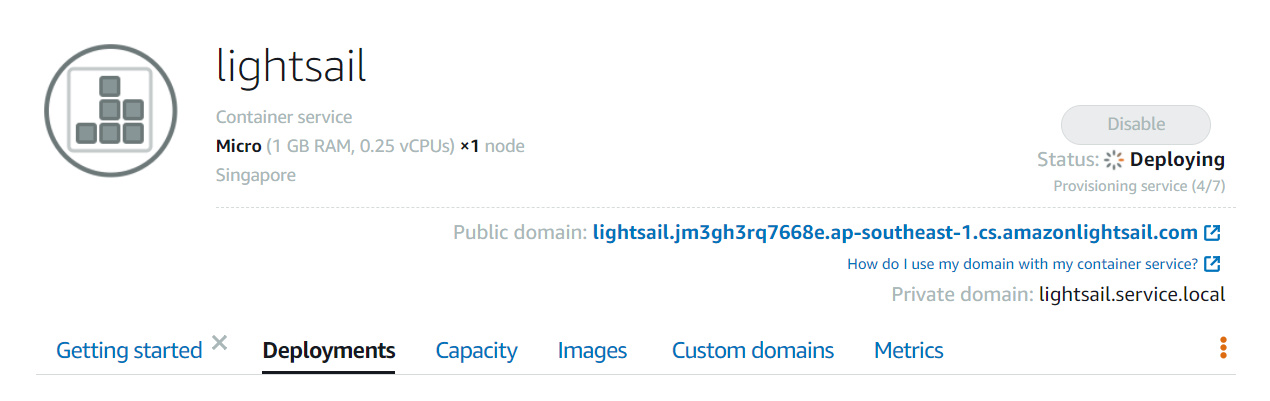 lightsail
Container service
Micro (1 GB RAM, 0.25 vCPUs) ×1 node
Singapore
Disable
Status: Deploying
Provisioning service (4/7)
Public domain: lightsail.jm3gh3rq7668e.ap-southeast-1.cs.amazonlightsail.com
How do I use my domain with my container service?
Private domain: lightsail.service.local
Getting started Deployments Capacity Images Custom domains Metrics